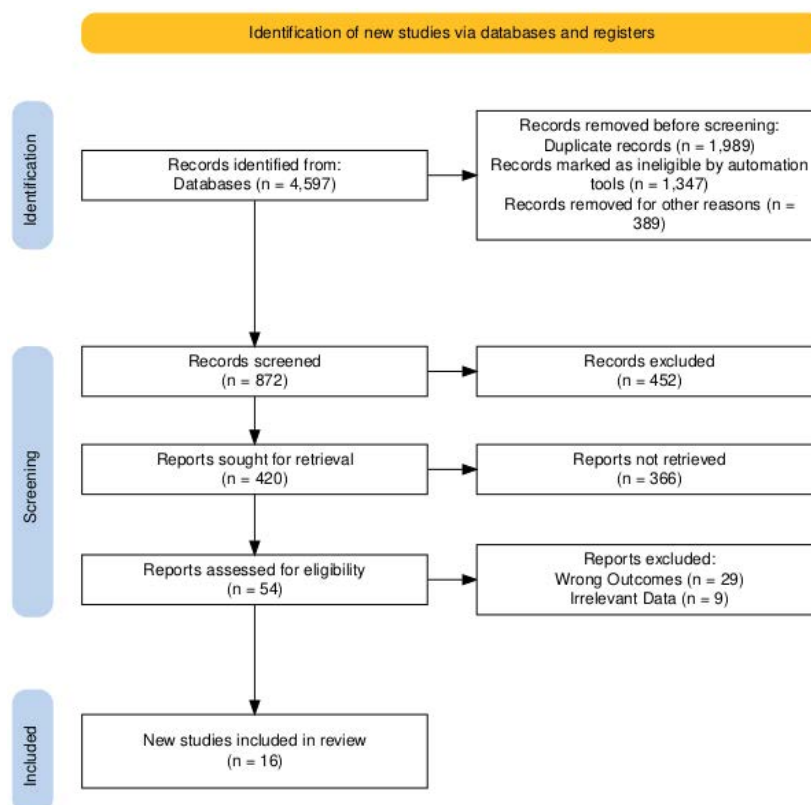 Identification of new studies via databases and registers
Identification
Records identified from:
Databases (n = 4,597)
Records removed before screening:
Duplicate records (n = 1,989)
Records marked as ineligible by automation
tools (n = 1,347)
Records removed for other reasons (n =
389)
Screening
Records screened
(n = 872)
Records excluded
(n = 452)
Reports sought for retrieval
(n = 420)
Reports not retrieved
(n = 366)
Reports assessed for eligibility
(n = 54)
Reports excluded:
Wrong Outcomes (n = 29)
Irrelevant Data (n = 9)
Included
New studies included in review
(n = 16)